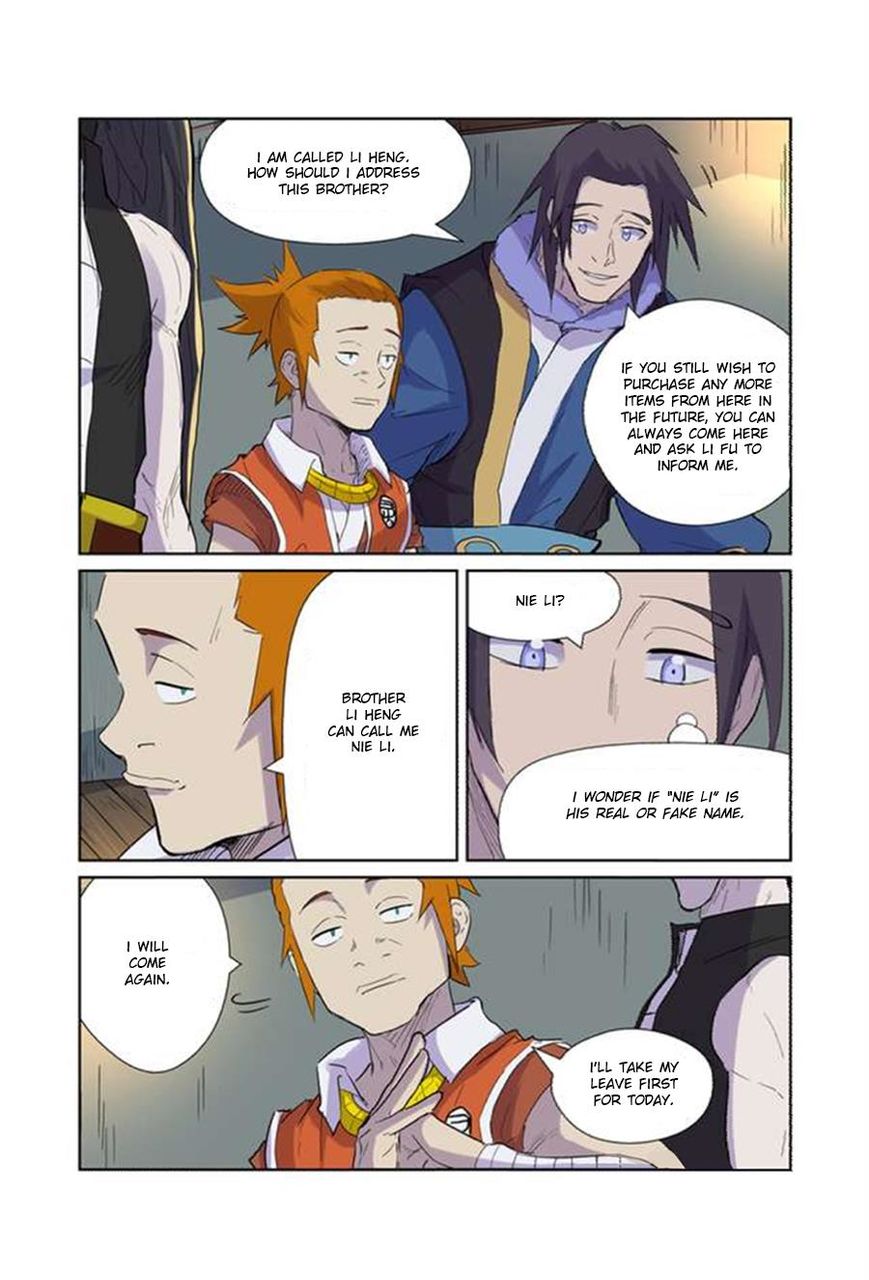 I AM CALLED LI HENG.
HOW SHOULD I ADDRESS
THIS BROTHER?
IF YOU STILL WISH TO
PURCHASE ANY MORE
ITEMS FROM HERE IN
THE FUTURE, YOU CAN
ALWAYS COME HERE
AND ASK LI FU TO
INFORM ME.
BROTHER
LI HENG
CAN CALL ME
NIE LI.
NIE LI?
I WONDER IF "NIE LI" IS
HIS REAL OR FAKE NAME.
I WILL
COME
AGAIN.
I'LL TAKE MY
LEAVE FIRST
FOR TODAY.